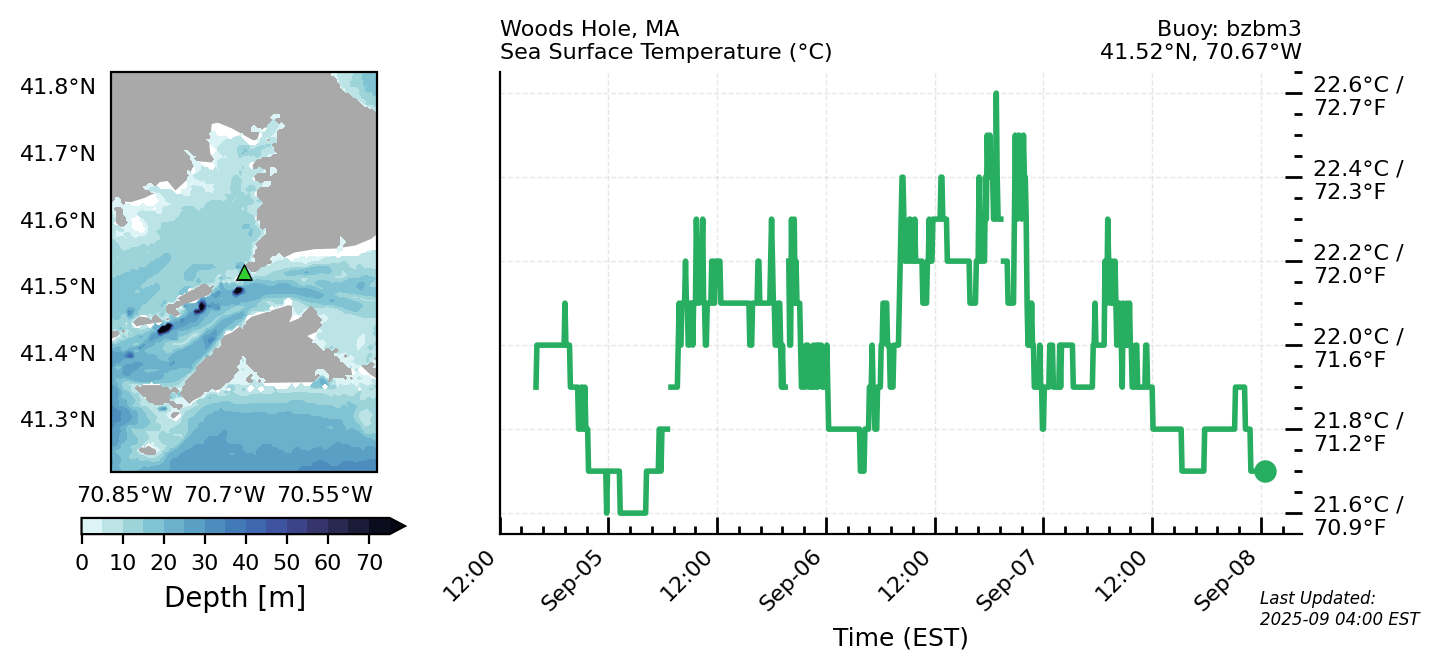 Woods Hole, MA
Sea Surface Temperature (°C)
Buoy: bzbm3
41.52°N, 70.67°W
41.8°N
41.7°N
41.6°N
41.5°N
41.4°N
41.3°N
70.85°W 70.7°W 70.55°W
0 10 20 30 40 50 60 70
Depth [m]
22.6°C /
72.7°F
22.4°C /
72.3°F
22.2°C /
72.0°F
22.0°C /
71.6°F
21.8°C /
71.2°F
21.6°C /
70.9°F
12:00
Sep-05
12:00
Sep-06
12:00
Sep-07
12:00
Sep-08
Time (EST)
Last Updated:
2025-09 04:00 EST